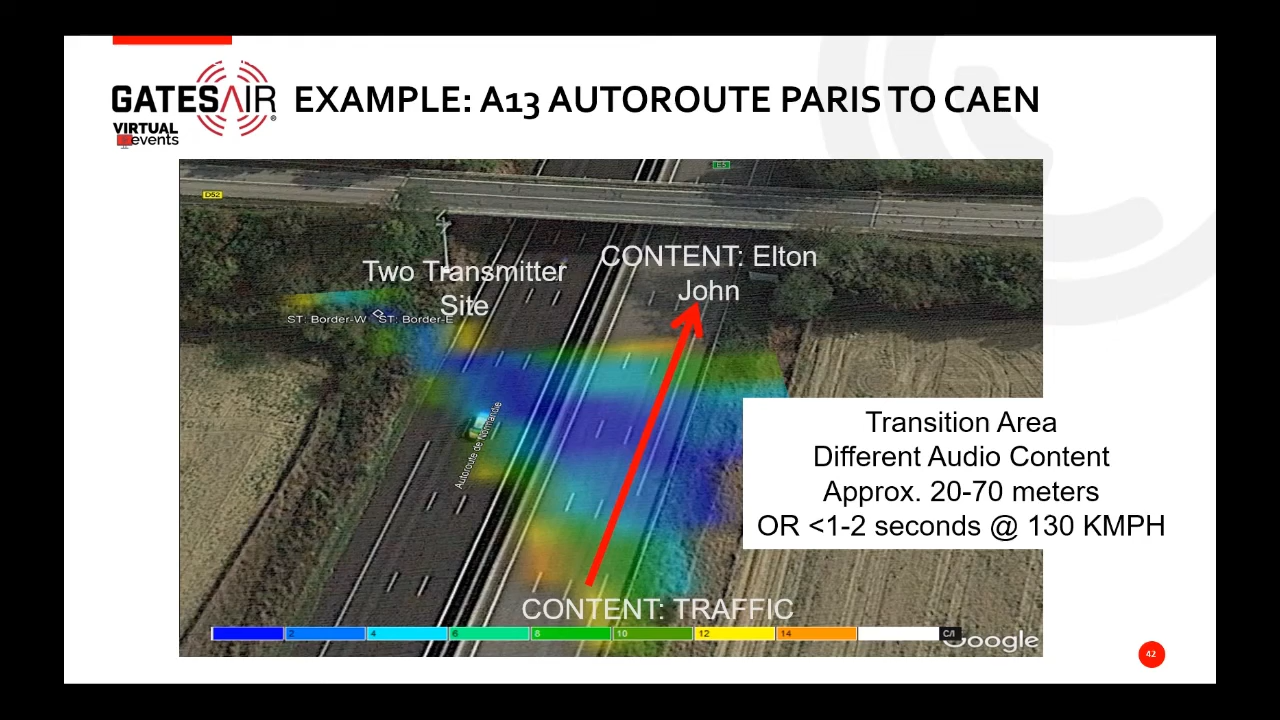 GATESAIR®
VIRTUAL
events
EXAMPLE: A13 AUTOROUTE PARIS TO CAEN
E5
D52
Two Transmitter
Site
CONTENT: Elton
John
ST: Border-W
ST: Border-E
Autoroute de Normandie
Transition Area
Different Audio Content
Approx. 20-70 meters
OR <1-2 seconds @ 130 KMPH
CONTENT: TRAFFIC
2 4 6 8 10 12 14 C/I
Google
42